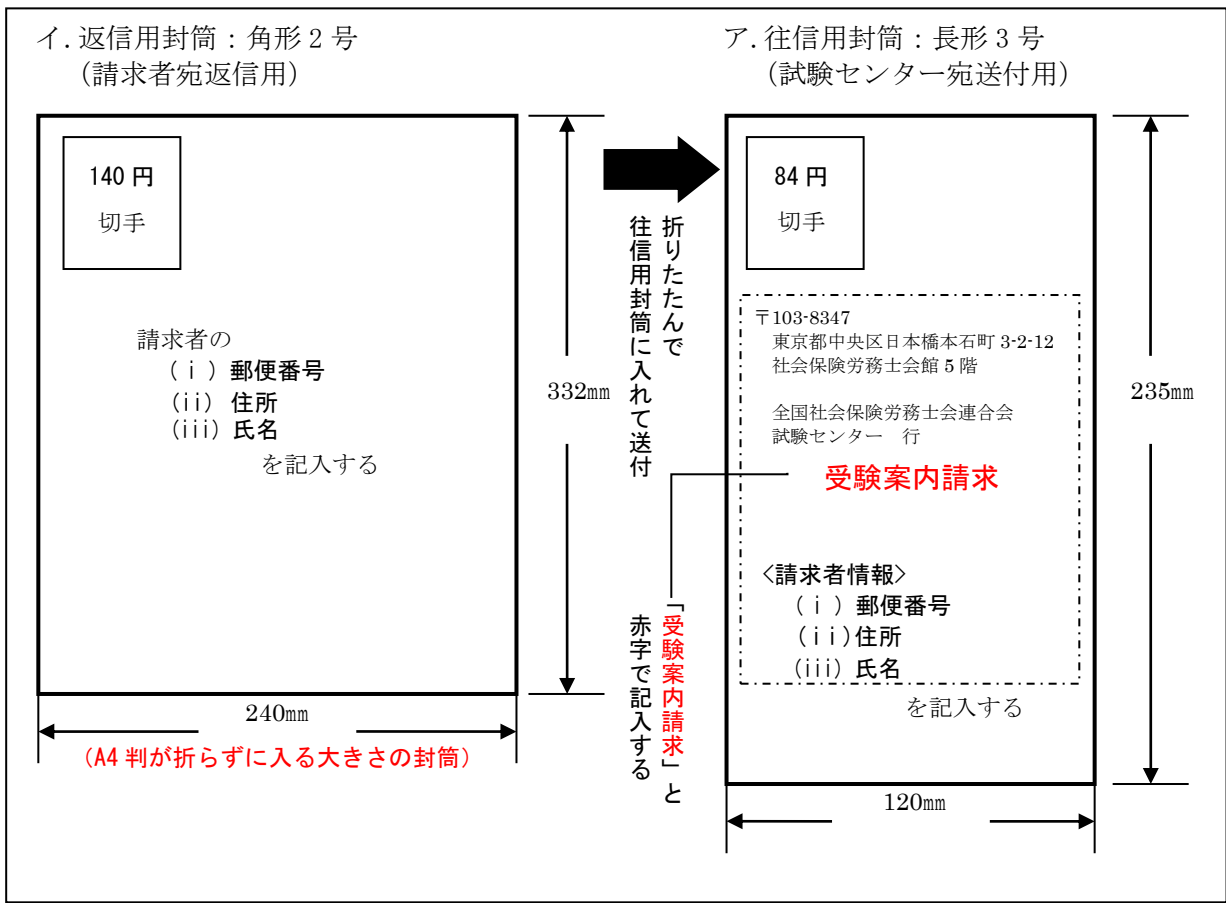 イ.返信用封筒：角形２号
（請求者宛返信用）
140 円
切手
請求者の
（ⅰ）郵便番号
(ii) 住所
(iii) 氏名
を記入する
332㎜
240㎜
（A4 判が折らずに入る大きさの封筒）
折りたたんで
往信用封筒に入れて送付
「受験案内請求」と
赤字で記入する
ア.往信用封筒：長形３号
（試験センター宛送付用）
84 円
切手
〒103-8347
東京都中央区日本橋本石町 3-2-12
社会保険労務士会館 5 階
全国社会保険労務士会連合会
試験センター　行
受験案内請求
<請求者情報>
（ⅰ）郵便番号
(ii)住所
(iii) 氏名
を記入する
235㎜
120㎜